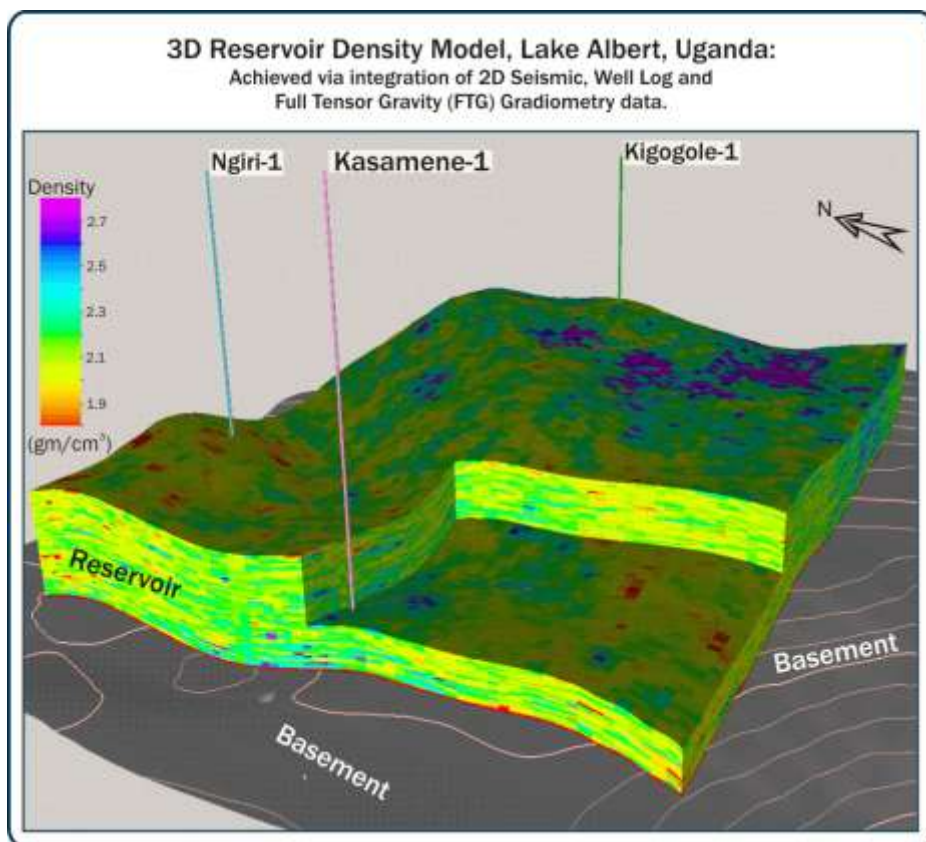 3D Reservoir Density Model, Lake Albert, Uganda:
Achieved via integration of 2D Seismic, Well Log and
Full Tensor Gravity (FTG) Gradiometry data.
Ngiri-1
Kasamene-1
Kigogole-1
Density
N
2.7
2.5
2.3
2.1
1.9
(gm/cm³)
Reservoir
Basement
Basement